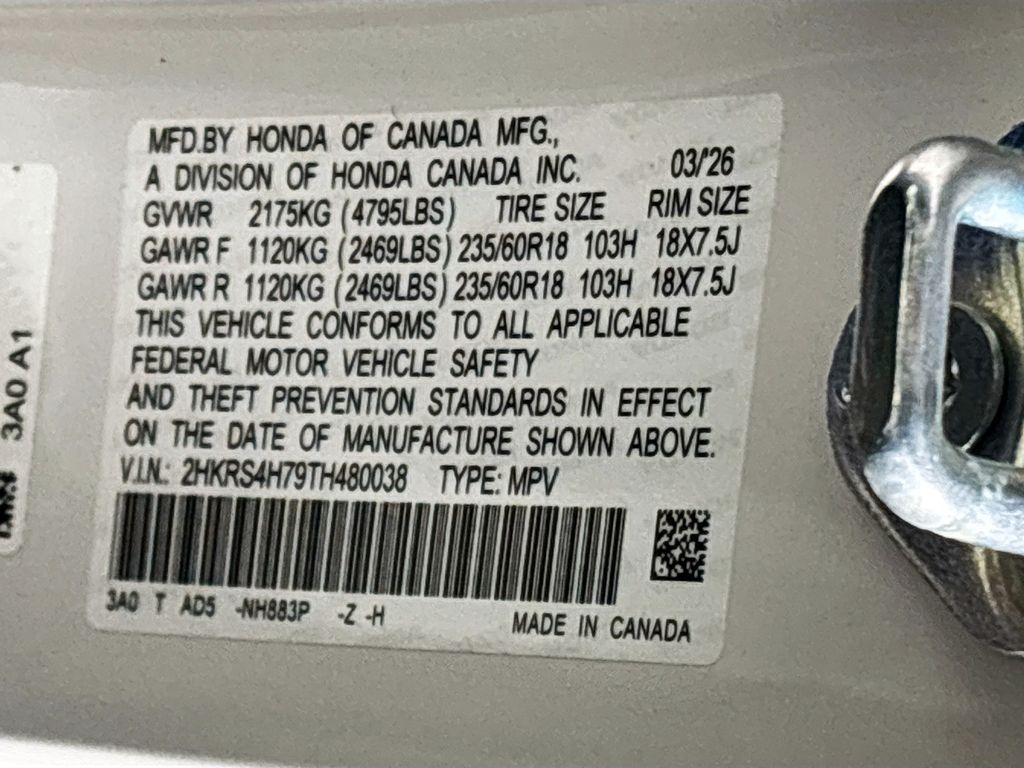 MFD.BY HONDA OF CANADA MFG.,
A DIVISION OF HONDA CANADA INC. 03/'26
GVWR 2175KG (4795LBS) TIRE SIZE RIM SIZE
GAWR F 1120KG (2469LBS) 235/60R18 103H 18X7.5J
GAWR R 1120KG (2469LBS) 235/60R18 103H 18X7.5J
THIS VEHICLE CONFORMS TO ALL APPLICABLE
FEDERAL MOTOR VEHICLE SAFETY
AND THEFT PREVENTION STANDARDS IN EFFECT
ON THE DATE OF MANUFACTURE SHOWN ABOVE.
V.I.N.: 2HKRS4H79TH480038 TYPE: MPV
3A0 T AD5 -NH883P -Z -H
MADE IN CANADA
3A0 A1